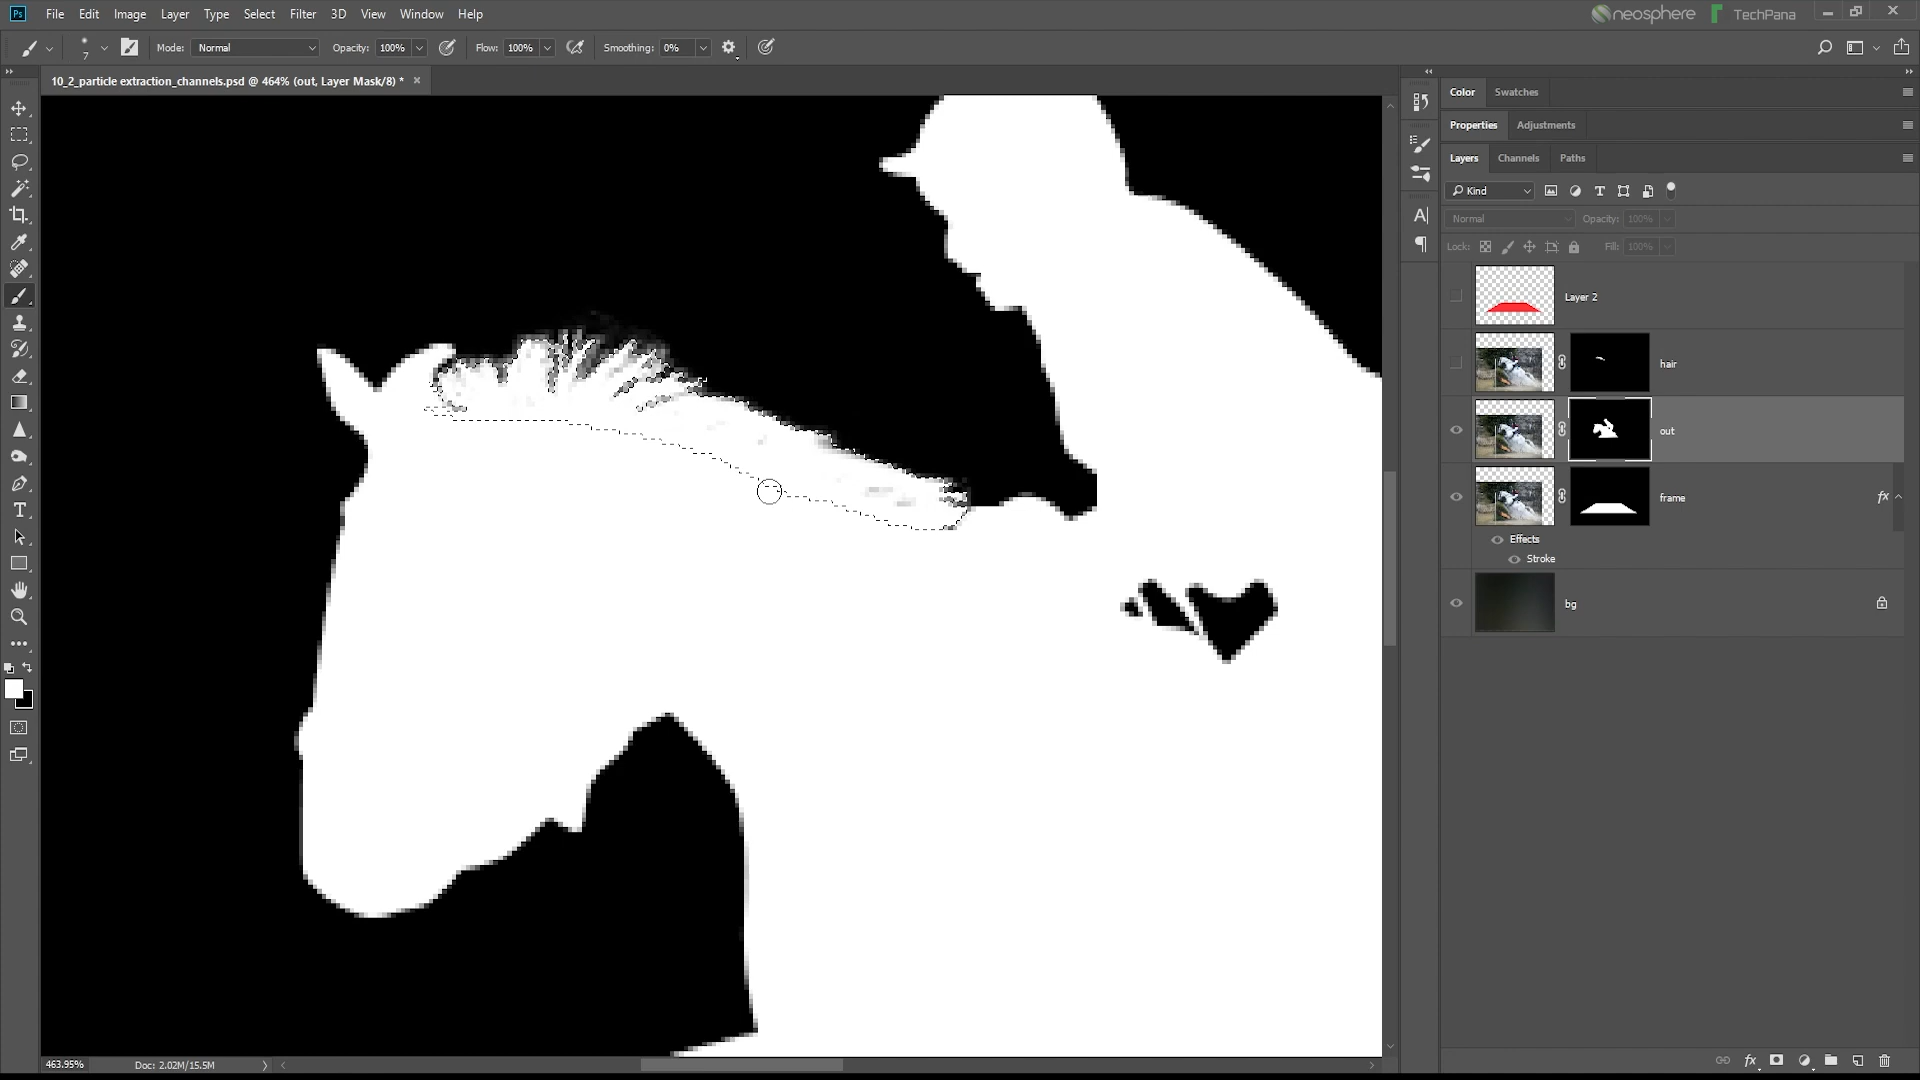 Ps File Edit Image Layer Type Select Filter 3D View Window Help neosphere TechPana
7 Mode: Normal Opacity: 100% Flow: 100% Smoothing: 0%
10_2_particle extraction_channels.psd @ 464% (out, Layer Mask/8) *
Color Swatches
Properties Adjustments
Layers Channels Paths
Kind
Normal Opacity: 100%
Lock: Fill: 100%
Layer 2
hair
out
frame fx
Effects
Stroke
bg
463.95% Doc: 2.02M/15.5M